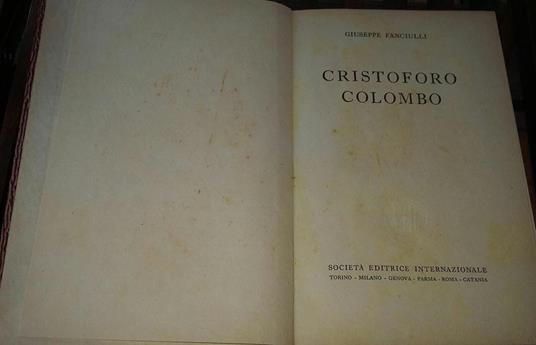 GIUSEPPE FANCIULLI
CRISTOFORO
COLOMBO
SOCIETÀ EDITRICE INTERNAZIONALE
TORINO - MILANO - GENOVA - PARMA - ROMA - CATANIA